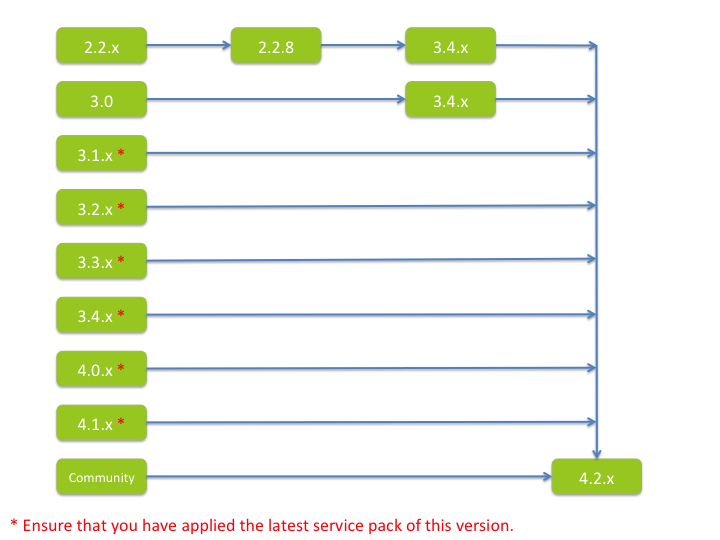 2.2.x
2.2.8
3.4.x
3.0
3.4.x
3.1.x *
3.2.x *
3.3.x *
3.4.x *
4.0.x *
4.1.x *
Community
4.2.x
* Ensure that you have applied the latest service pack of this version.